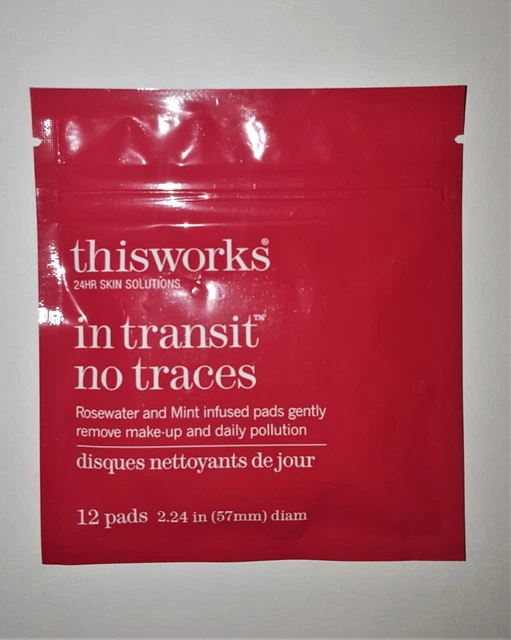 thisworks®
24HR SKIN SOLUTIONS
in transit™
no traces
Rosewater and Mint infused pads gently
remove make-up and daily pollution
disques nettoyants de jour
12 pads 2.24 in (57mm) diam